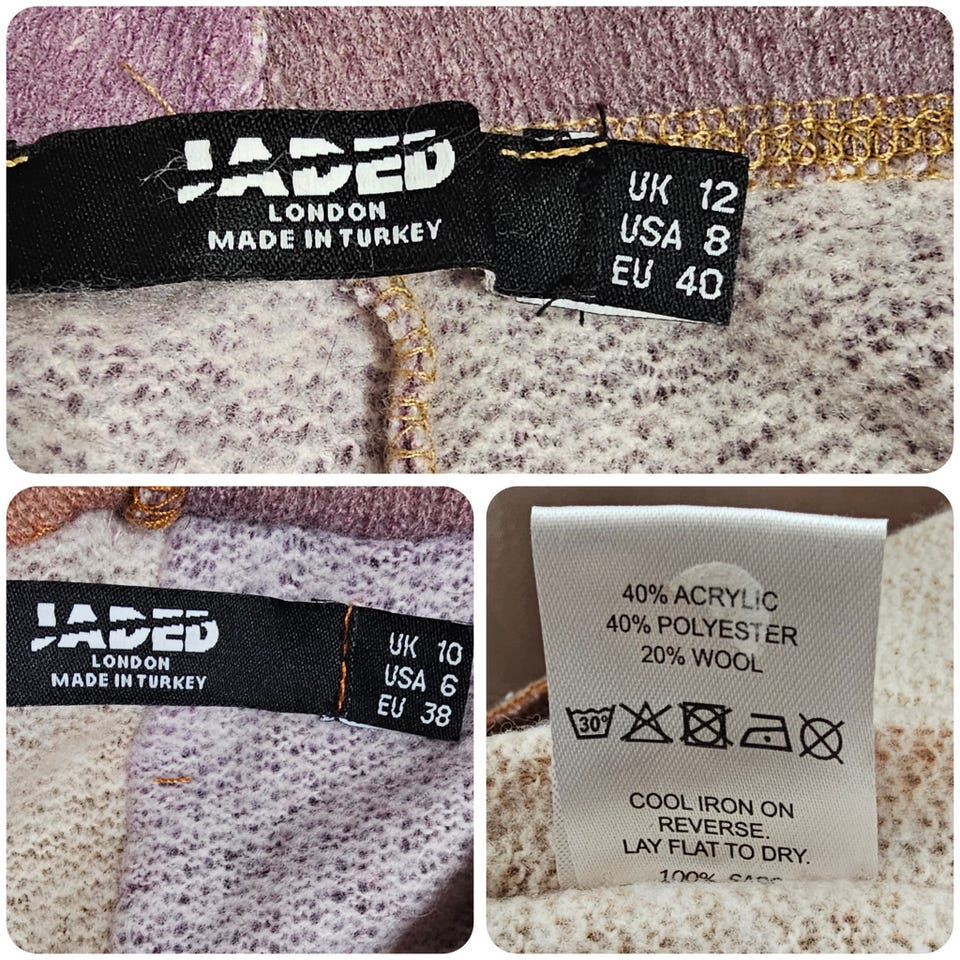 JADED
LONDON
MADE IN TURKEY
UK 12
USA 8
EU 40
JADED
LONDON
MADE IN TURKEY
UK 10
USA 6
EU 38
40% ACRYLIC
40% POLYESTER
20% WOOL
30°
COOL IRON ON
REVERSE.
LAY FLAT TO DRY.
100%